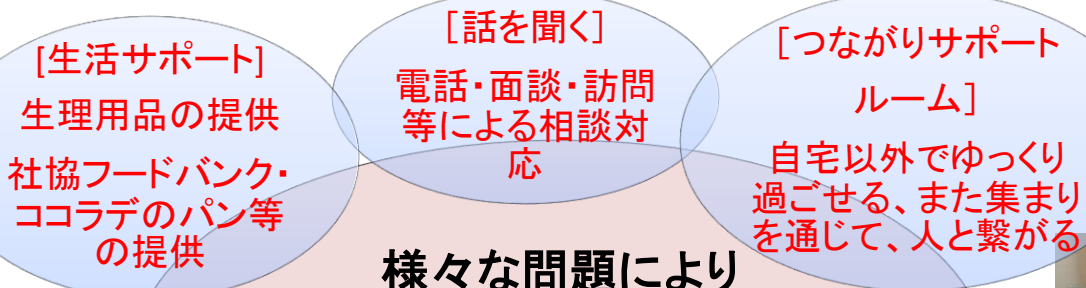 [生活サポート]
生理用品の提供
社協フードバンク・
ココラデのパン等
の提供
[話を聞く]
電話・面談・訪問
等による相談対
応
[つながりサポート
ルーム]
自宅以外でゆっくり
過ごせる、また集まり
を通じて、人と繋がる
様々な問題により